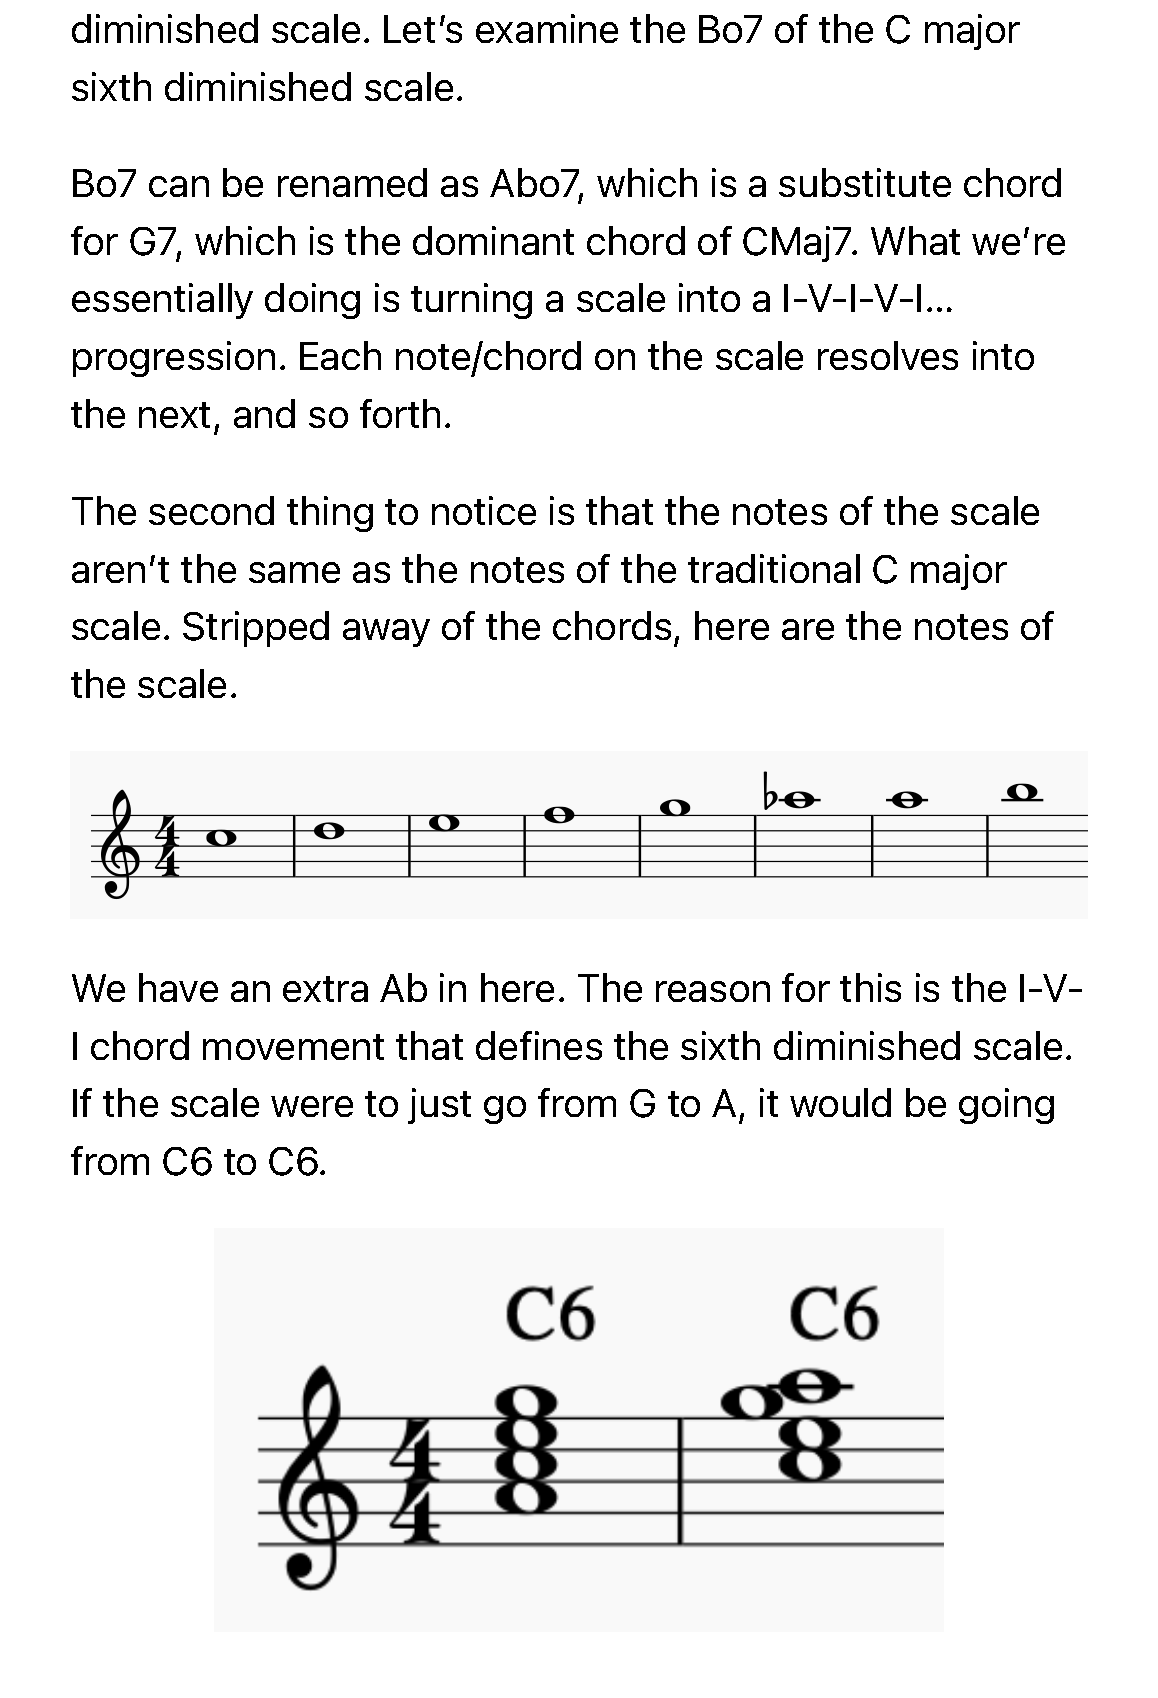 diminished scale. Let's examine the Bo7 of the C major
sixth diminished scale.
Bo7 can be renamed as Abo7, which is a substitute chord
for G7, which is the dominant chord of CMaj7. What we're
essentially doing is turning a scale into a I-V-I-V-I...
progression. Each note/chord on the scale resolves into
the next, and so forth.
The second thing to notice is that the notes of the scale
aren't the same as the notes of the traditional C major
scale. Stripped away of the chords, here are the notes of
the scale.
4
4
We have an extra Ab in here. The reason for this is the I-V-
I chord movement that defines the sixth diminished scale.
If the scale were to just go from G to A, it would be going
from C6 to C6.
C6 C6
4
4